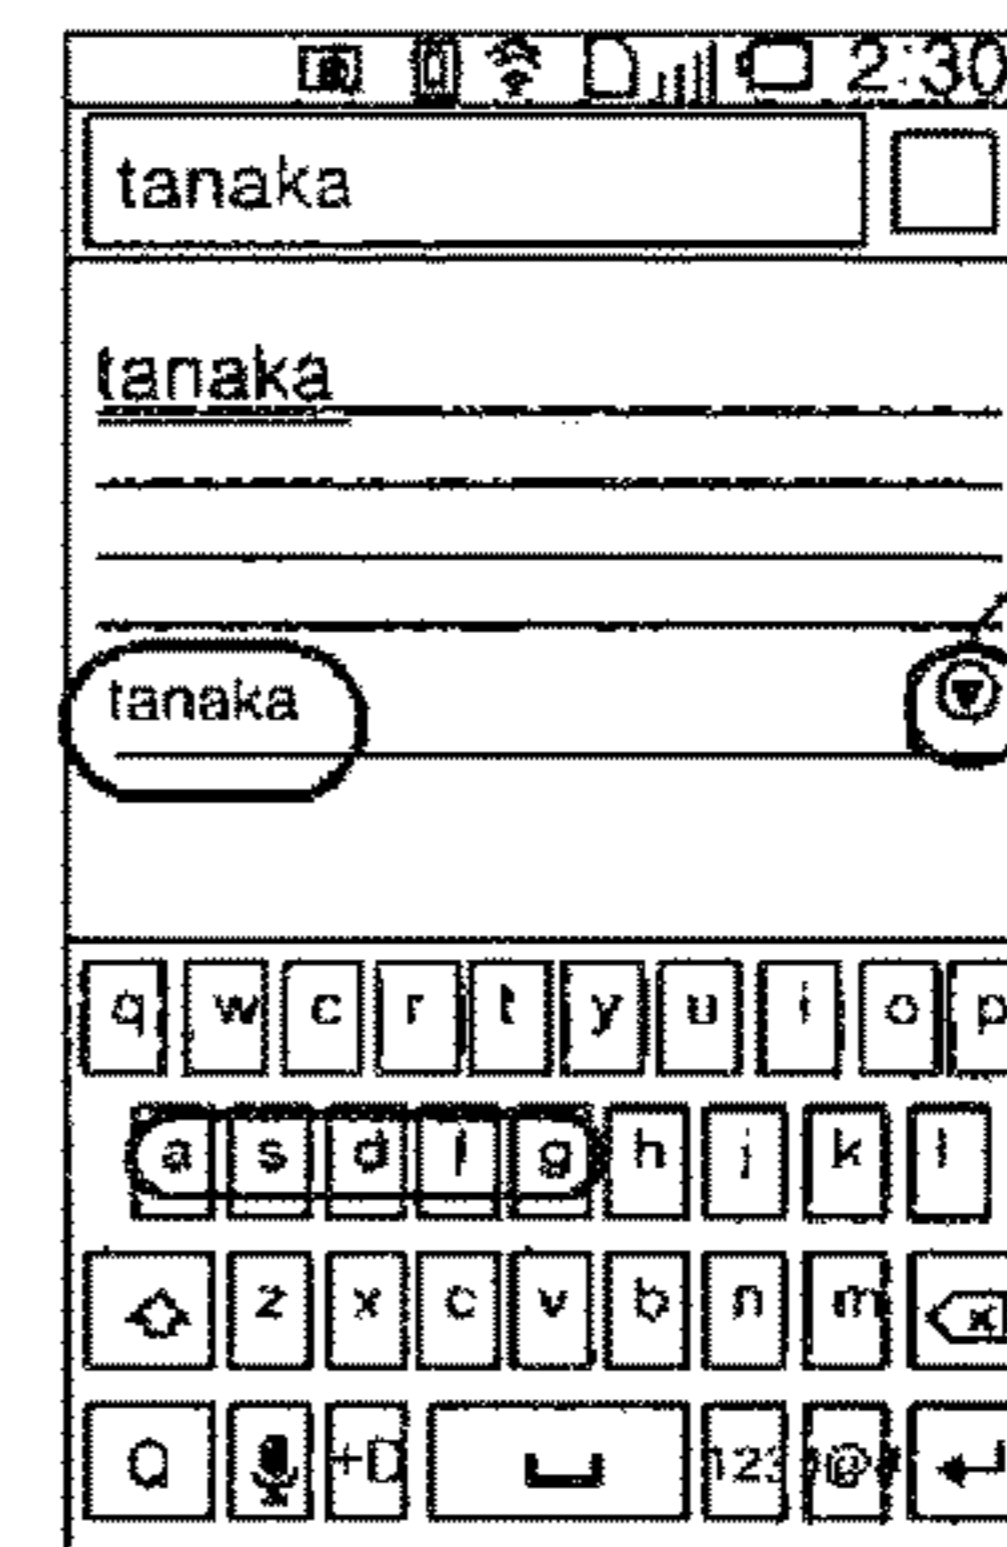 2:30
tanaka
tanaka
tanaka
q w c r t y u i o p
a s d f g h j k l
z x c v b n m x
123 @#